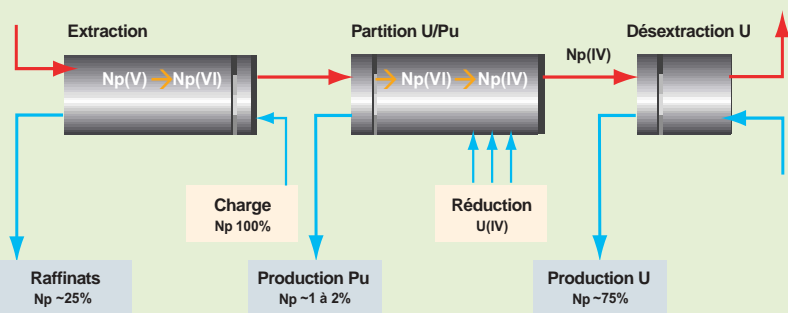 Extraction
Partition U/Pu
Désextraction U
Np(V) → Np(VI)
→ Np(VI) → Np(IV)
Np(IV)
Charge
Np 100%
Réduction
U(IV)
Raffinats
Np ~25%
Production Pu
Np ~1 à 2%
Production U
Np ~75%